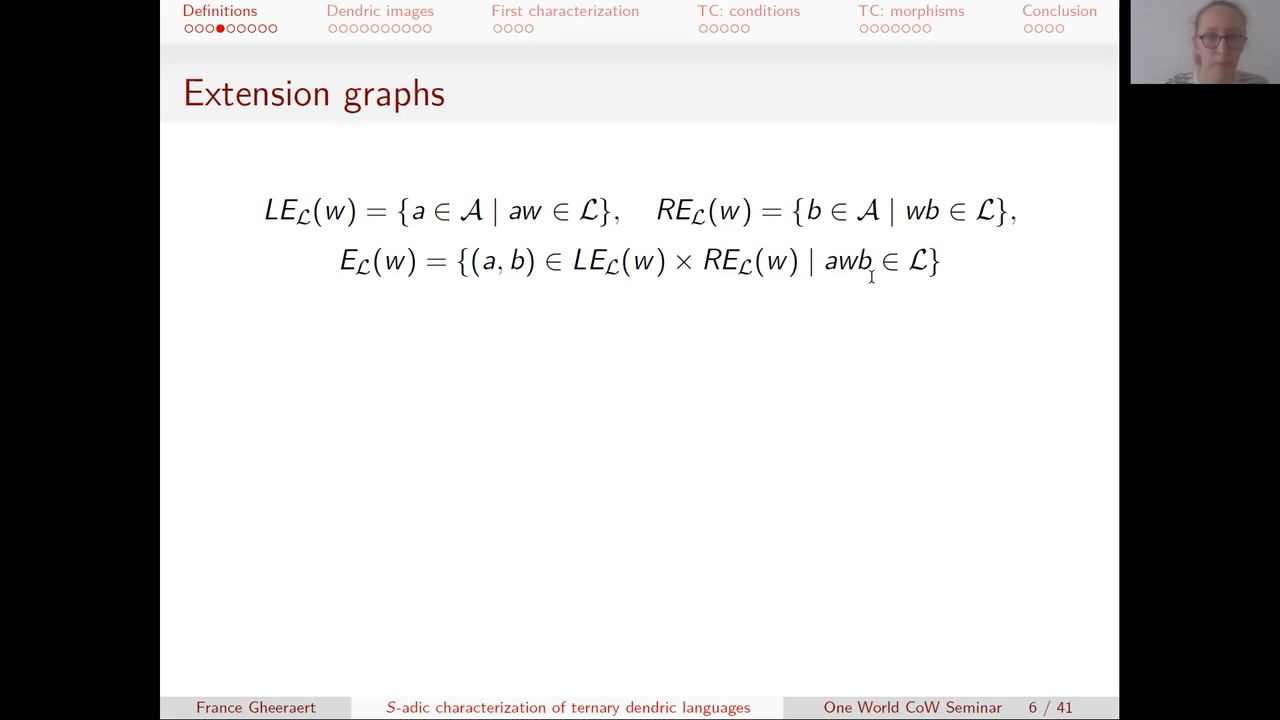 Definitions Dendric images First characterization TC: conditions TC: morphisms Conclusion
Extension graphs
LE_ℒ(w) = {a ∈ 𝒜 | aw ∈ ℒ}, RE_ℒ(w) = {b ∈ 𝒜 | wb ∈ ℒ},
E_ℒ(w) = {(a, b) ∈ LE_ℒ(w) × RE_ℒ(w) | awb ∈ ℒ}
France Gheeraert S-adic characterization of ternary dendric languages One World CoW Seminar 6 / 41